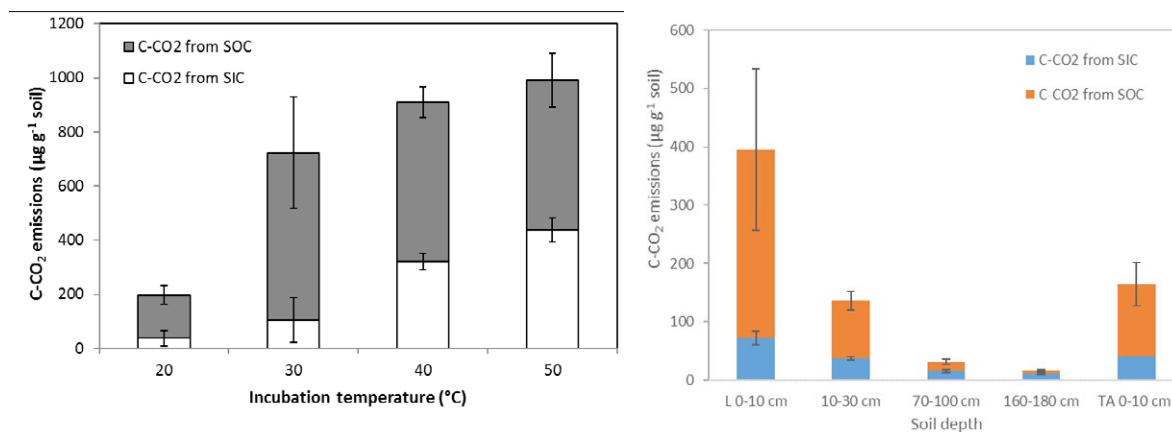 1200
1000
800
600
400
200
0
C-CO2 from SOC
C-CO2 from SIC
C-CO₂ emissions (µg g⁻¹ soil)
20 30 40 50
Incubation temperature (°C)
600
500
400
300
200
100
0
C-CO2 from SIC
C-CO2 from SOC
C-CO₂ emissions (µg g⁻¹ soil)
L 0-10 cm 10-30 cm 70-100 cm 160-180 cm TA 0-10 cm
Soil depth